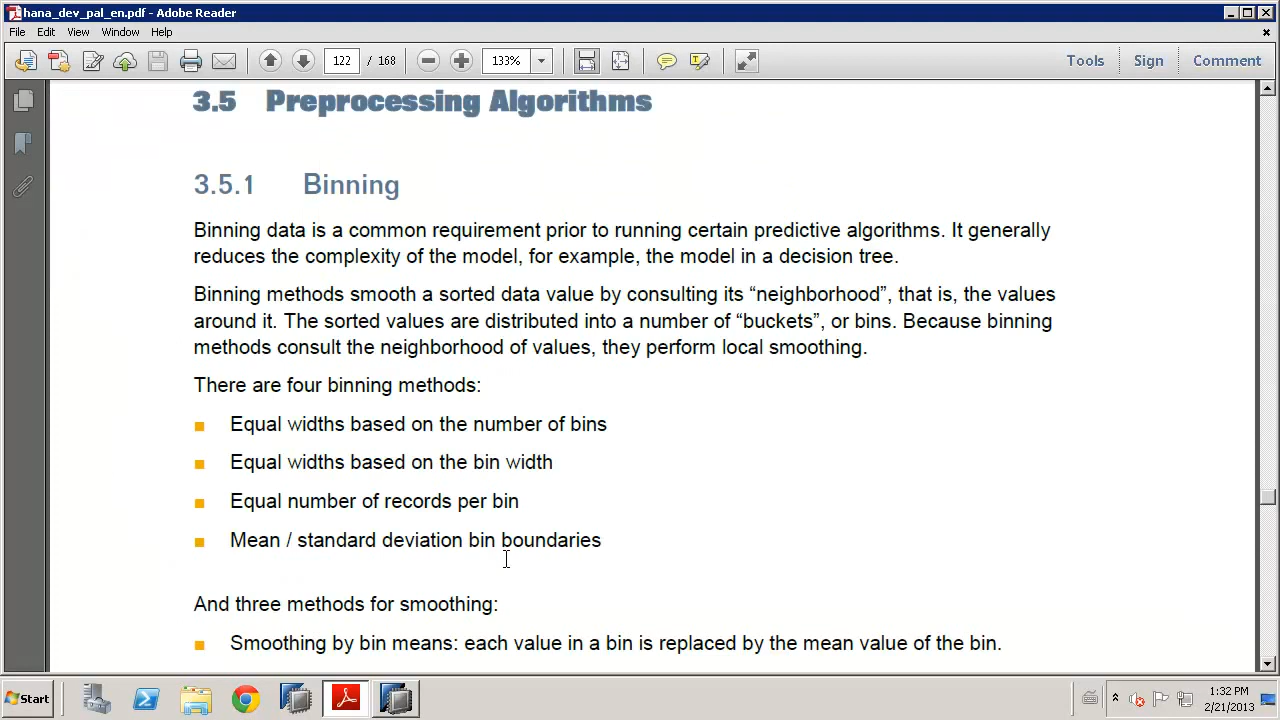 hana_dev_pal_en.pdf - Adobe Reader
File Edit View Window Help
122 / 168 133% Tools Sign Comment
3.5 Preprocessing Algorithms
3.5.1 Binning
Binning data is a common requirement prior to running certain predictive algorithms. It generally
reduces the complexity of the model, for example, the model in a decision tree.
Binning methods smooth a sorted data value by consulting its “neighborhood”, that is, the values
around it. The sorted values are distributed into a number of “buckets”, or bins. Because binning
methods consult the neighborhood of values, they perform local smoothing.
There are four binning methods:
Equal widths based on the number of bins
Equal widths based on the bin width
Equal number of records per bin
Mean / standard deviation bin boundaries
And three methods for smoothing:
Smoothing by bin means: each value in a bin is replaced by the mean value of the bin.
Start
1:32 PM
2/21/2013